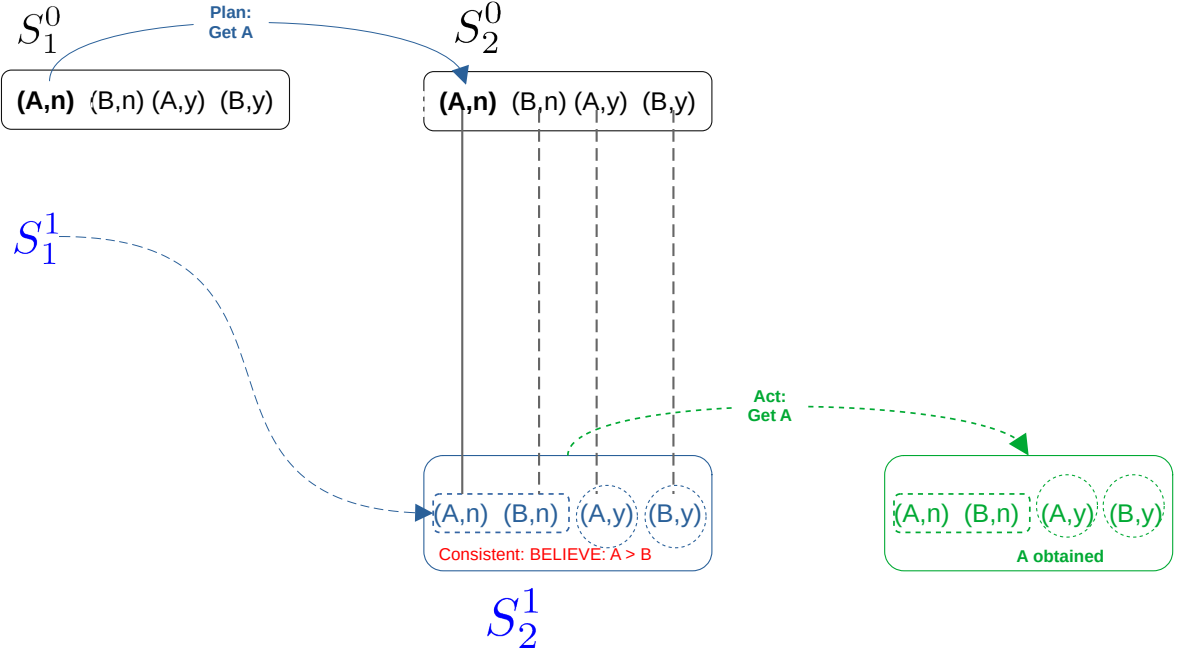 S_1^0
Plan:
Get A
S_2^0
(A,n) (B,n) (A,y) (B,y)
(A,n) (B,n) (A,y) (B,y)
S_1^1
Act:
Get A
(A,n) (B,n) (A,y) (B,y)
Consistent: BELIEVE: A > B
(A,n) (B,n) (A,y) (B,y)
A obtained
S_2^1